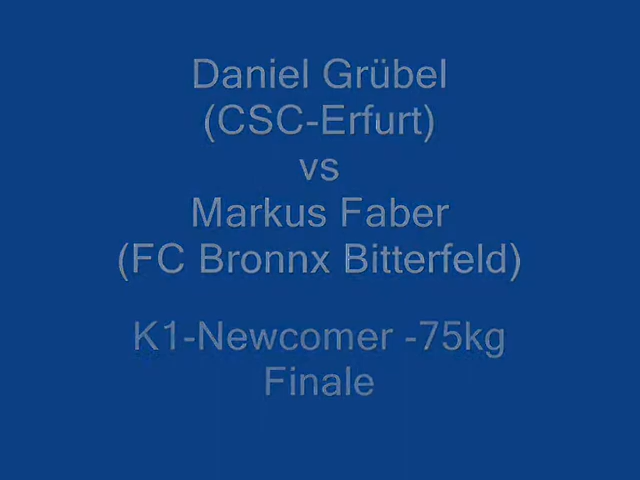 Daniel Grübel
(CSC-Erfurt)
vs
Markus Faber
(FC Bronnx Bitterfeld)
K1-Newcomer -75kg
Finale